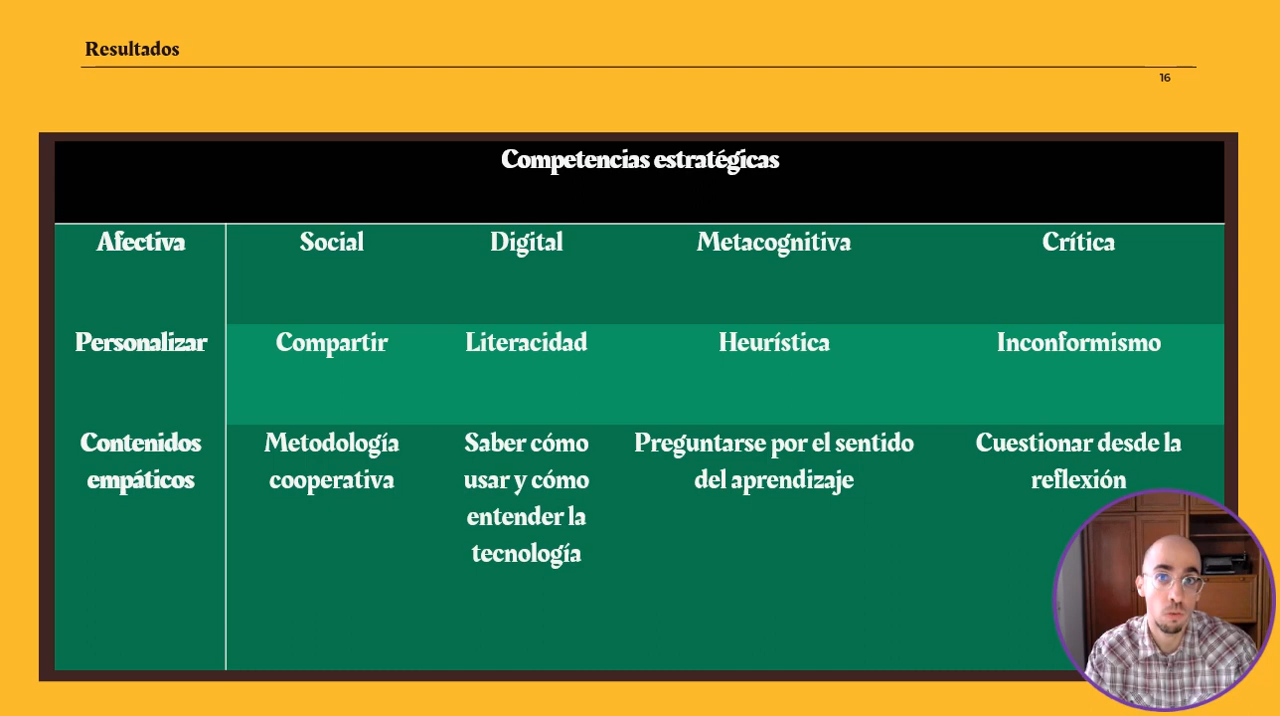 Resultados
16
Competencias estratégicas
Afectiva
Social
Digital
Metacognitiva
Crítica
Personalizar
Compartir
Literacidad
Heurística
Inconformismo
Contenidos
empáticos
Metodología
cooperativa
Saber cómo
usar y cómo
entender la
tecnología
Preguntarse por el sentido
del aprendizaje
Cuestionar desde la
reflexión